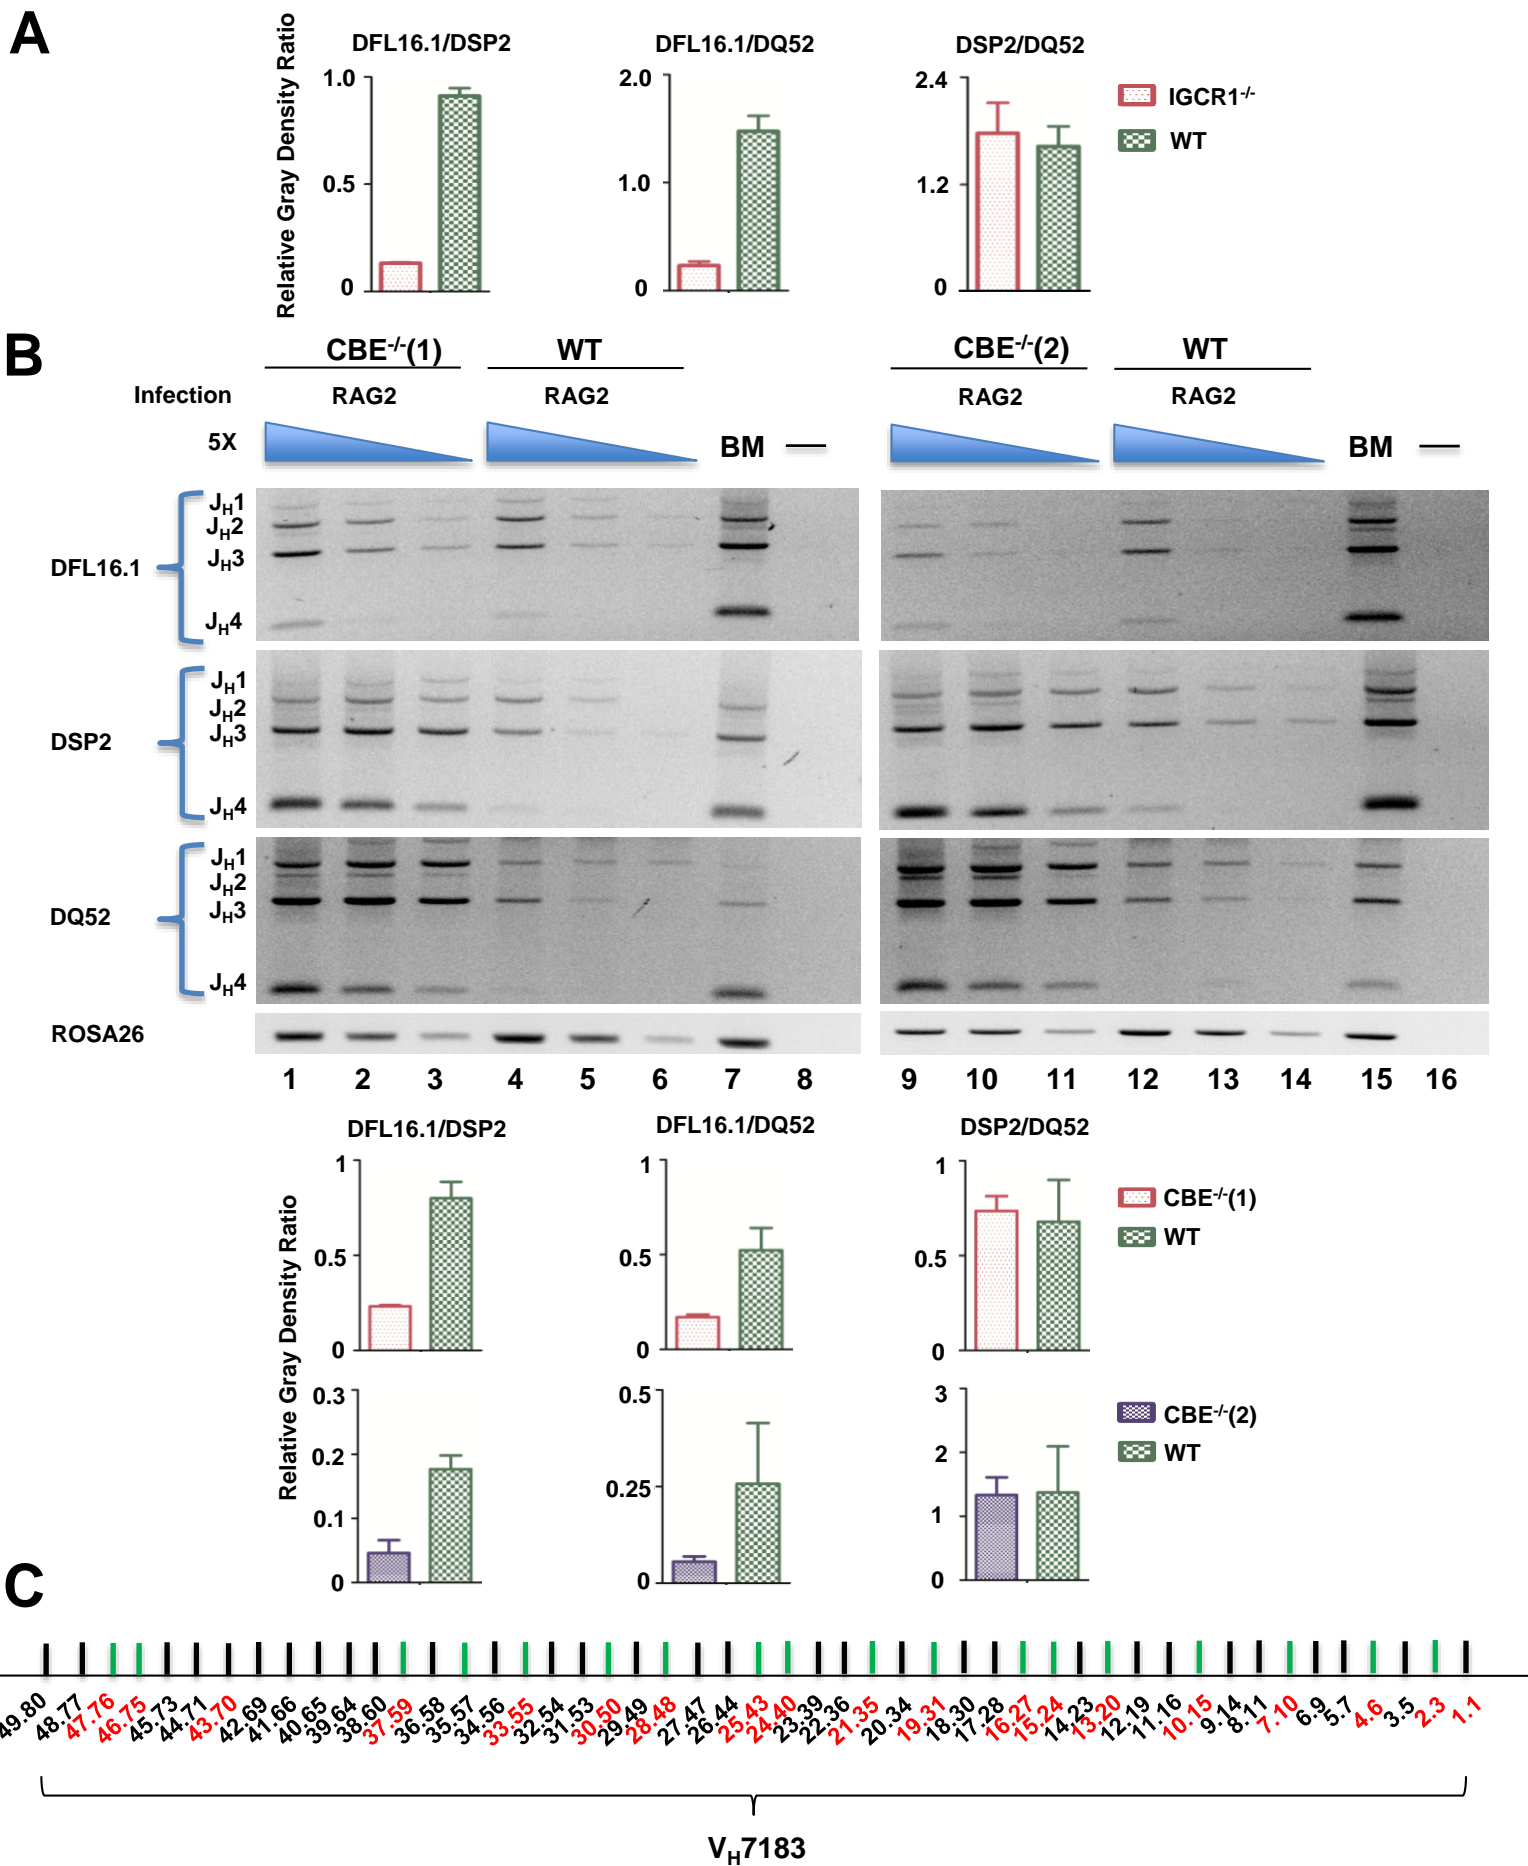 A
Relative Gray Density Ratio
DFL16.1/DSP2
1.0
0.5
0
DFL16.1/DQ52
2.0
1.0
0
DSP2/DQ52
2.4
1.2
0
IGCR1-/-
WT
B
CBE-/-(1)
WT
CBE-/-(2)
WT
Infection
RAG2
RAG2
RAG2
RAG2
5X
BM
—
BM
—
DFL16.1
JH1
JH2
JH3
JH4
DSP2
JH1
JH2
JH3
JH4
DQ52
JH1
JH2
JH3
JH4
ROSA26
1 2 3 4 5 6 7 8 9 10 11 12 13 14 15 16
Relative Gray Density Ratio
DFL16.1/DSP2
1
0.5
0
DFL16.1/DQ52
1
0.5
0
DSP2/DQ52
1
0.5
0
CBE-/-(1)
WT
0.3
0.2
0.1
0
0.5
0.25
0
3
2
1
0
CBE-/-(2)
WT
C
49.80 48.77 47.76 46.75 45.73 44.71 43.70 42.69 41.66 40.65 39.64 38.60 37.59 36.58 35.57 34.56 33.55 32.54 31.53 30.50 29.49 28.48 27.47 26.44 25.43 24.40 23.39 22.36 21.35 20.34 19.31 18.30 17.28 16.27 15.24 14.23 13.20 12.19 11.16 10.15 9.14 8.11 7.10 6.9 5.7 4.6 3.5 2.3 1.1
VH7183